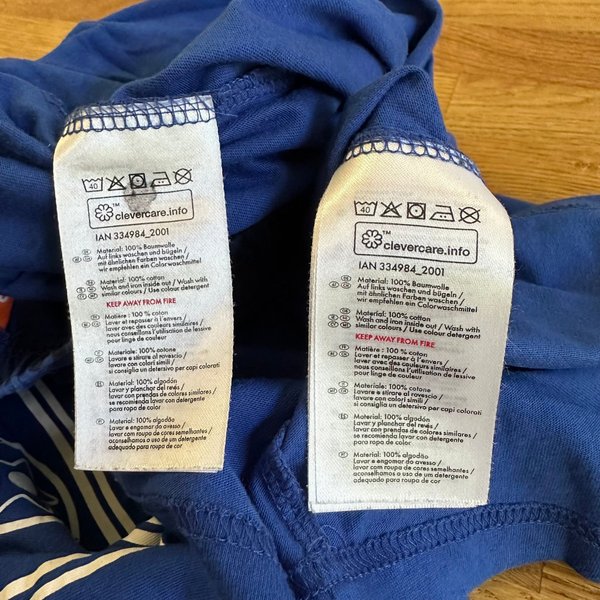 40
™
clevercare.info
IAN 334984_2001
Material: 100% Baumwolle
Auf links waschen und bügeln /
mit ähnlichen Farben waschen /
wir empfehlen ein Colorwaschmittel
Material: 100% cotton
Wash and iron inside out / Wash with
similar colours / Use colour detergent
KEEP AWAY FROM FIRE
Matière : 100 % coton
Laver et repasser à l'envers /
laver avec des couleurs similaires /
nous conseillons l'utilisation de lessive
pour linge de couleur
Materiale: 100% cotone
Lavare e stirare al rovescio /
lavare con colori simili /
si consiglia un detersivo per capi colorati
Material: 100% algodón
Lavar y planchar del revés /
lavar con prendas de colores similares /
se recomienda lavar con detergente
para ropa de color
Material: 100% algodão
Lavar e engomar do avesso /
lavar com roupa de cores semelhantes /
aconselhamos o uso de um detergente
adequado para roupa de cor
40
™
clevercare.info
IAN 334984_2001
Material: 100% Baumwolle
Auf links waschen und bügeln /
mit ähnlichen Farben waschen /
wir empfehlen ein Colorwaschmittel
Material: 100% cotton
Wash and iron inside out / Wash with
similar colours / Use colour detergent
KEEP AWAY FROM FIRE
Matière : 100 % coton
Laver et repasser à l'envers /
laver avec des couleurs similaires /
nous conseillons l'utilisation de lessive
pour linge de couleur
Materiale: 100% cotone
Lavare e stirare al rovescio /
lavare con colori simili /
si consiglia un detersivo per capi colorati
Material: 100% algodón
Lavar y planchar del revés /
lavar con prendas de colores similares /
se recomienda lavar con detergente
para ropa de color
Material: 100% algodão
Lavar e engomar do avesso /
lavar com roupa de cores semelhantes /
aconselhamos o uso de um detergente
adequado para roupa de cor